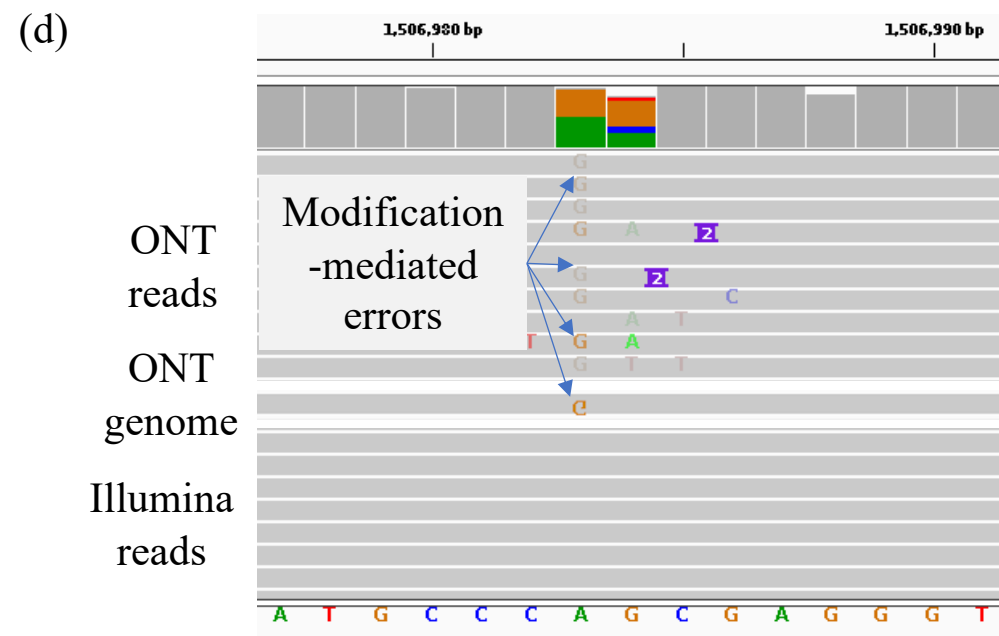 (d)
1,506,980 bp 1,506,990 bp
G
G
G
G A 2
G 2
G C
A T
T G A
G T T
Modification
-mediated
errors
ONT
reads
ONT
genome
Illumina
reads
A T G C C C A G C G A G G G T